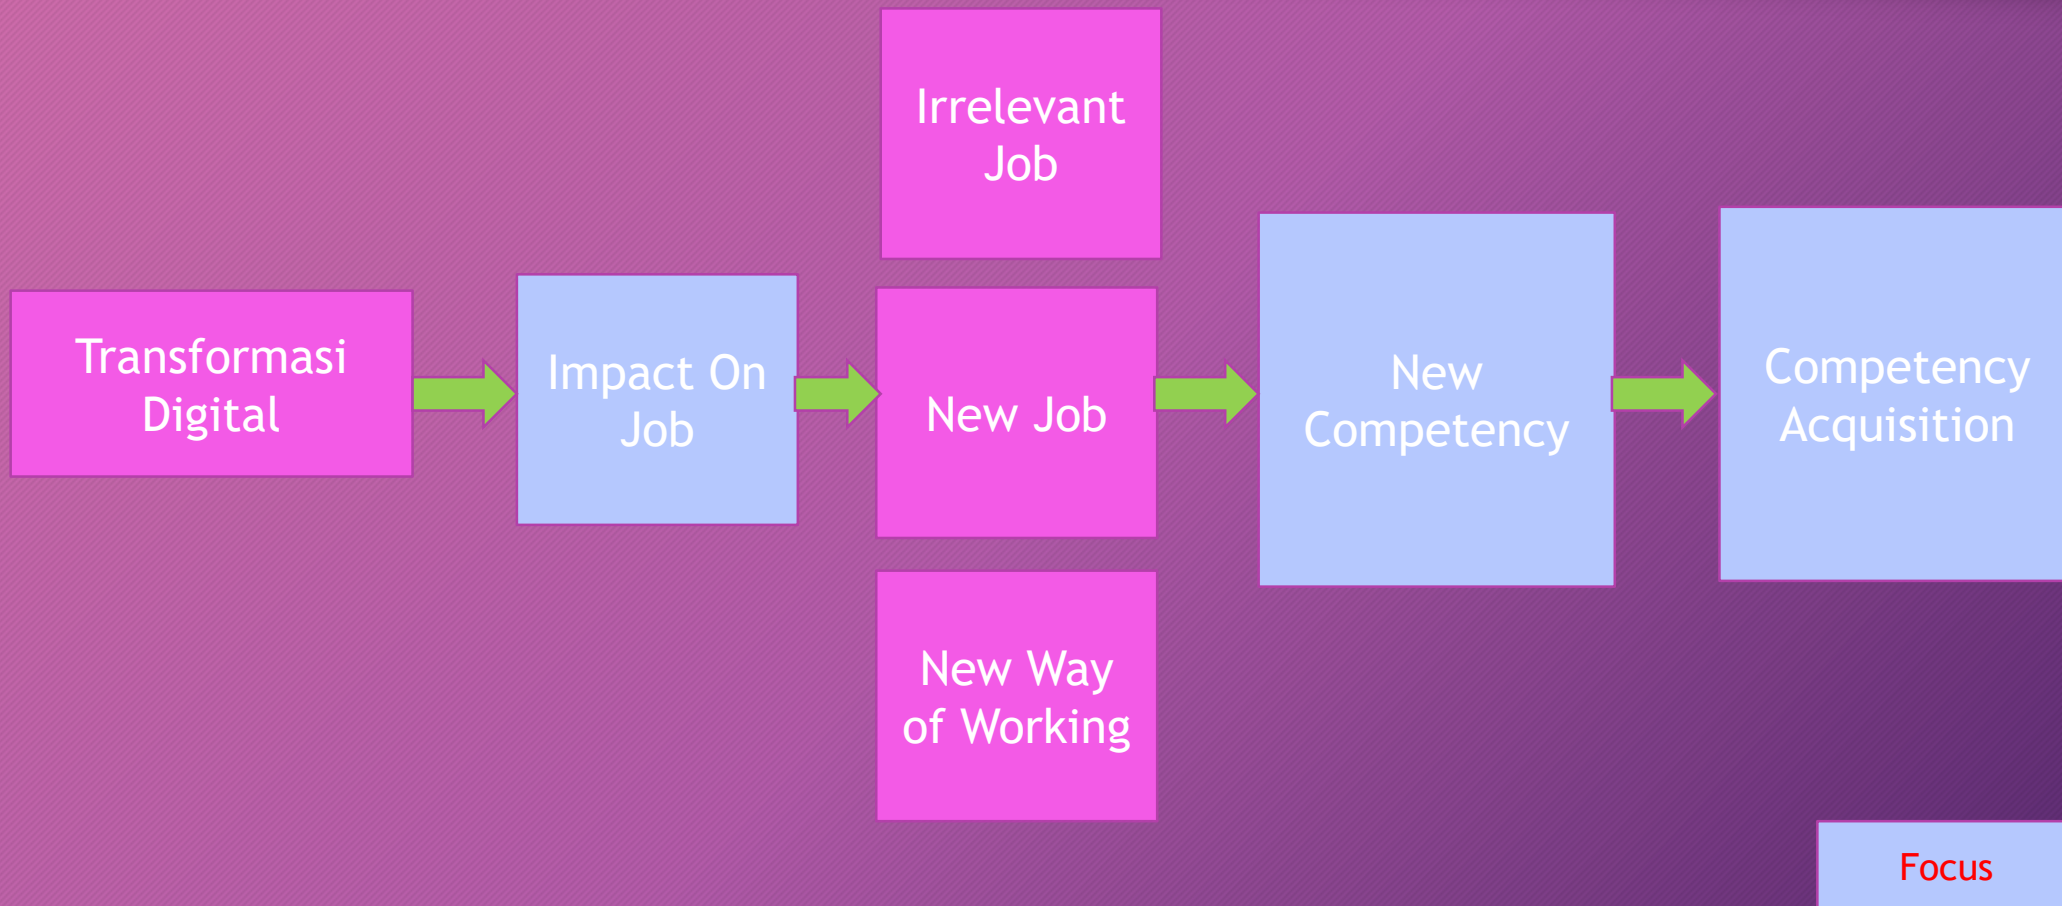 Transformasi
Digital
Impact On
Job
Irrelevant
Job
New Job
New Way
of Working
New
Competency
Competency
Acquisition
Focus